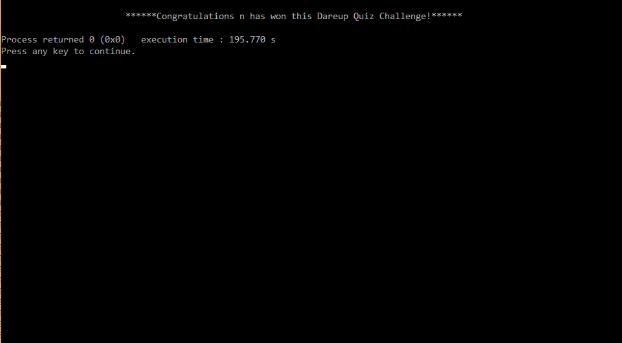 ******Congratulations n has won this Dareup Quiz Challenge!******
Process returned 0 (0x0)   execution time : 195.770 s
Press any key to continue.